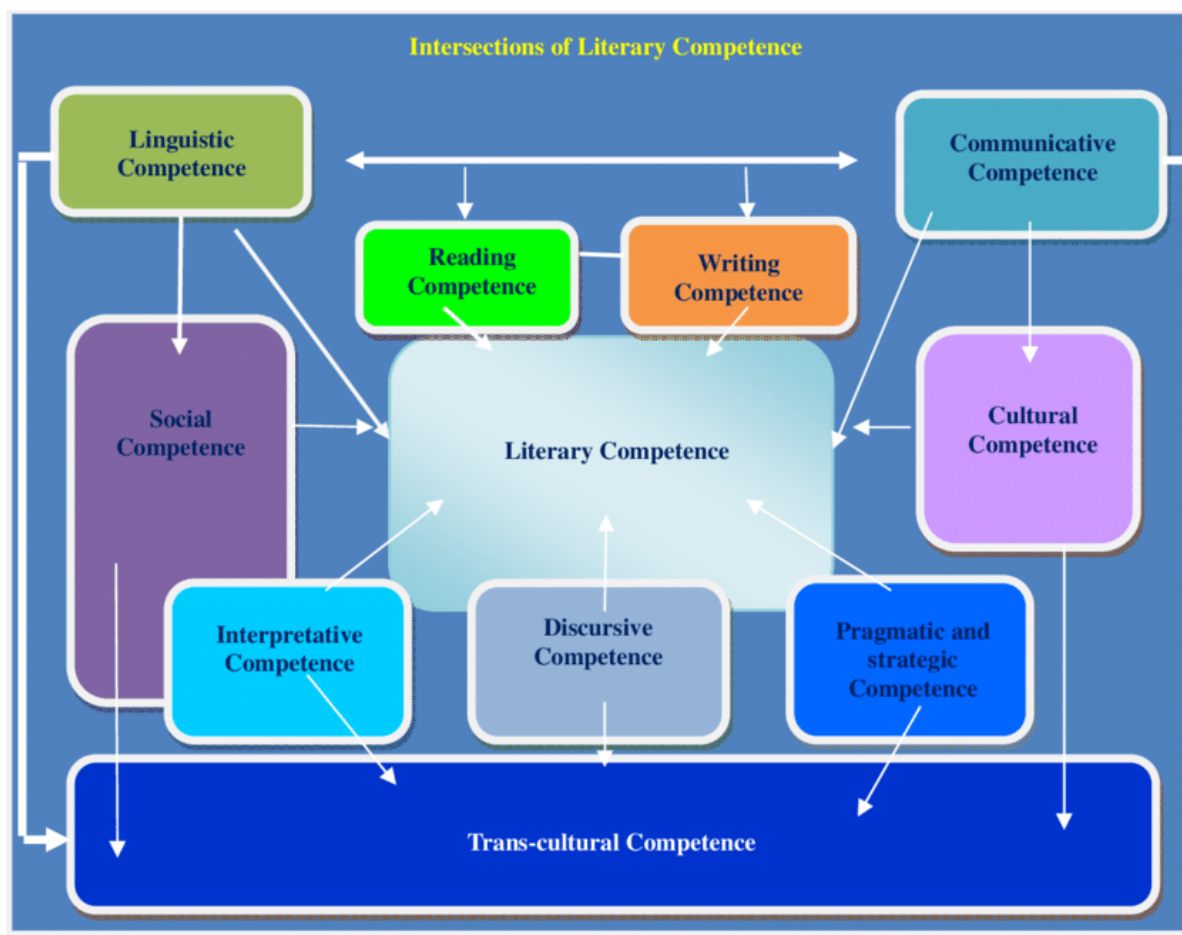 Intersections of Literary Competence
Linguistic
Competence
Communicative
Competence
Reading
Competence
Writing
Competence
Social
Competence
Literary Competence
Cultural
Competence
Interpretative
Competence
Discursive
Competence
Pragmatic and
strategic
Competence
Trans-cultural Competence